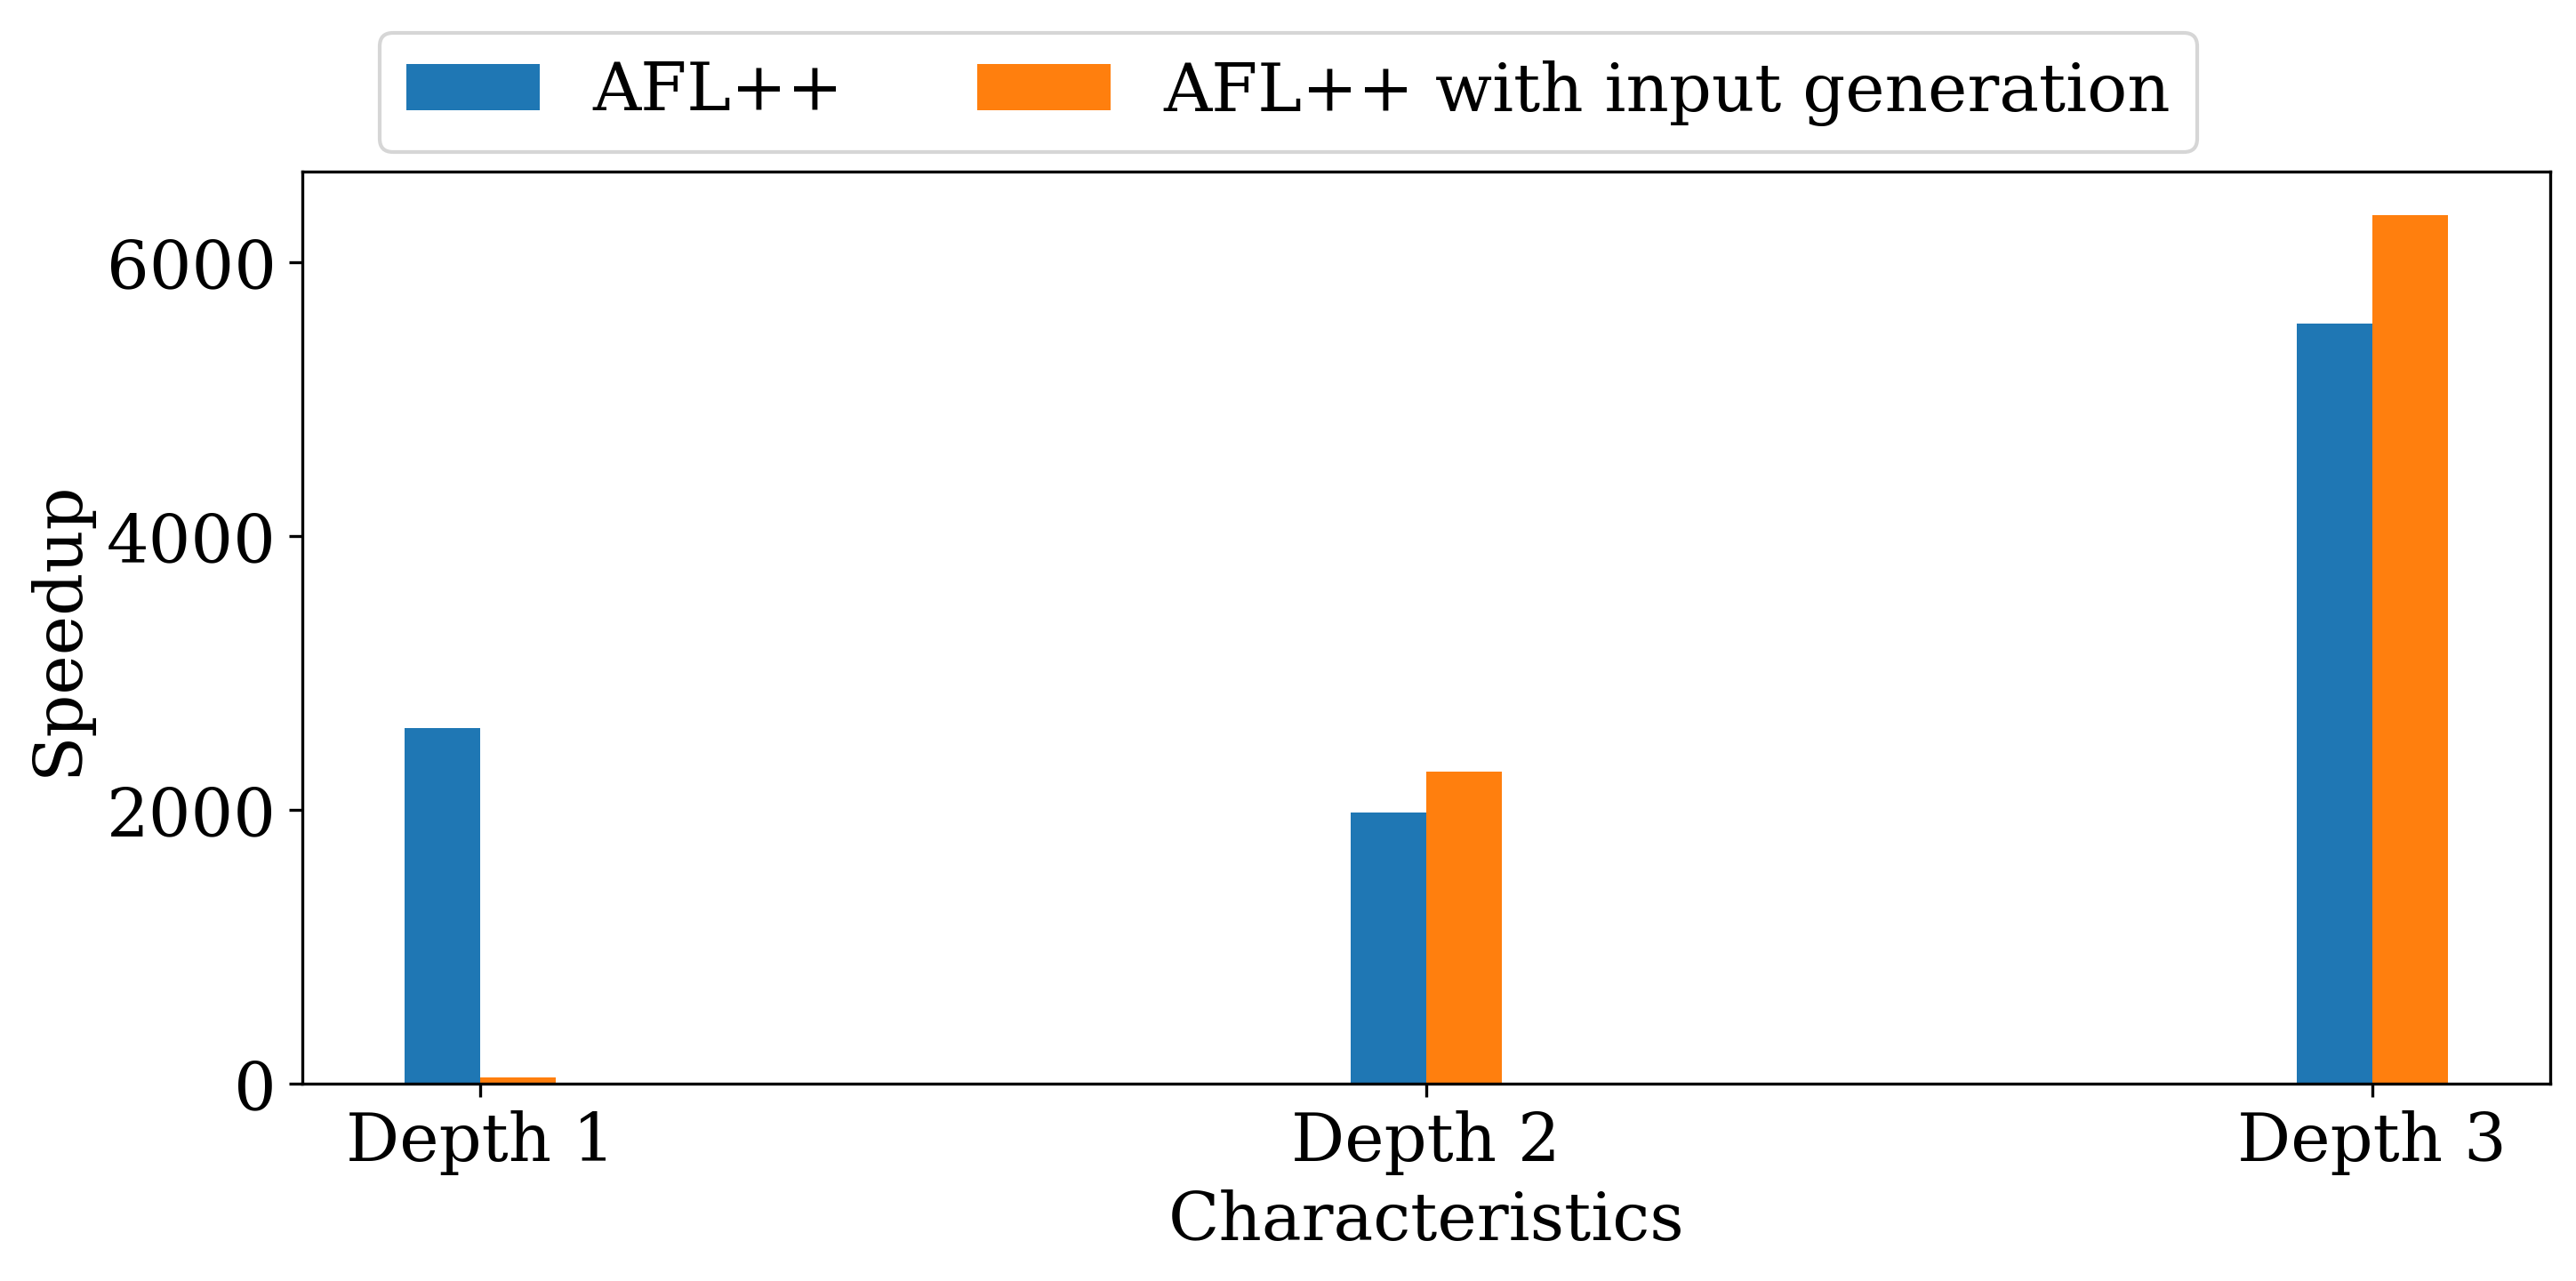 AFL++
AFL++ with input generation
Speedup
6000
4000
2000
0
Depth 1
Depth 2
Depth 3
Characteristics